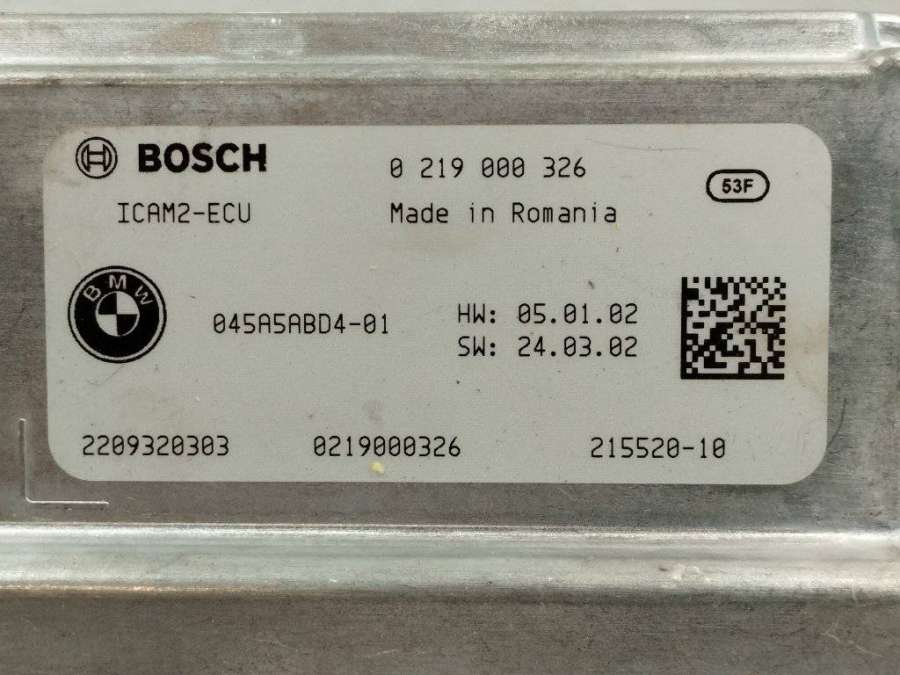 BOSCH 0 219 000 326
53F
ICAM2-ECU Made in Romania
BMW
045A5ABD4-01 HW: 05.01.02
SW: 24.03.02
2209320303 0219000326 215520-10